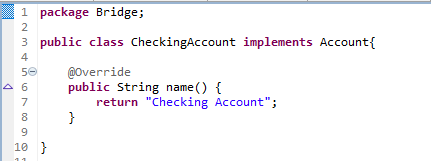 1 package Bridge;
2
3 public class CheckingAccount implements Account{
4
5 @Override
6 public String name() {
7 return "Checking Account";
8 }
9
10 }